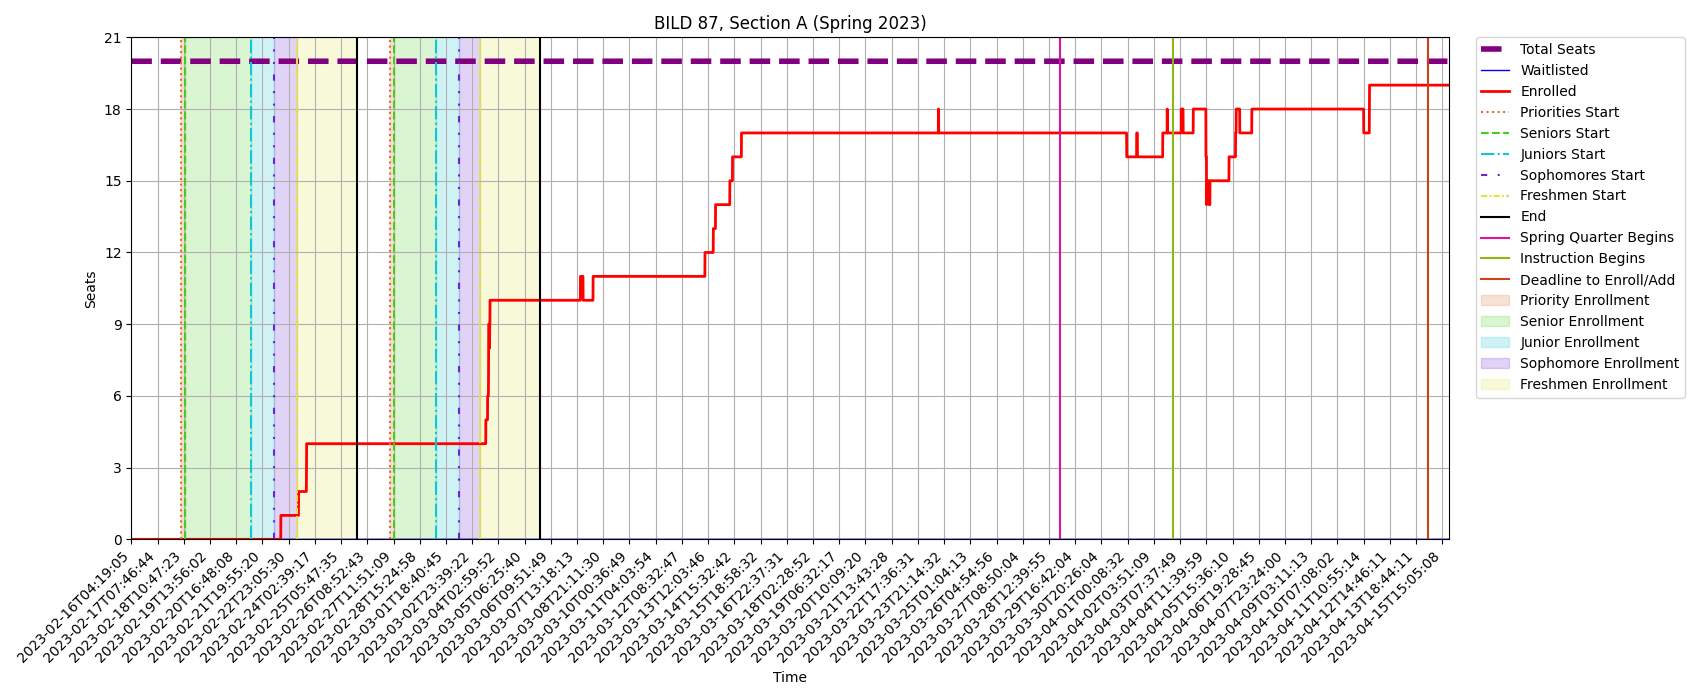 BILD 87, Section A (Spring 2023)
21
18
15
12
9
6
3
0
Seats
2023-02-16T04:19:05
2023-02-17T07:46:44
2023-02-18T10:47:23
2023-02-19T13:56:02
2023-02-20T16:48:08
2023-02-21T19:55:20
2023-02-22T23:05:30
2023-02-24T02:39:17
2023-02-25T05:47:35
2023-02-26T08:52:43
2023-02-27T11:51:09
2023-02-28T15:24:58
2023-03-01T18:40:45
2023-03-02T23:39:22
2023-03-04T02:59:52
2023-03-05T06:25:40
2023-03-06T09:51:49
2023-03-07T13:18:13
2023-03-08T21:11:30
2023-03-10T00:36:49
2023-03-11T04:03:54
2023-03-12T08:32:47
2023-03-13T12:03:46
2023-03-14T15:32:42
2023-03-15T18:58:32
2023-03-16T22:37:31
2023-03-18T02:28:52
2023-03-19T06:32:17
2023-03-20T10:09:20
2023-03-21T13:43:28
2023-03-22T17:36:31
2023-03-23T21:14:32
2023-03-25T01:04:13
2023-03-26T04:54:56
2023-03-27T08:50:04
2023-03-28T12:39:55
2023-03-29T16:42:04
2023-03-30T20:26:04
2023-04-01T00:08:32
2023-04-02T03:51:09
2023-04-03T07:37:49
2023-04-04T11:39:59
2023-04-05T15:36:10
2023-04-06T19:28:45
2023-04-07T23:24:00
2023-04-09T03:11:13
2023-04-10T07:08:02
2023-04-11T10:55:14
2023-04-12T14:46:11
2023-04-13T18:44:11
2023-04-15T15:05:08
Time
Total Seats
Waitlisted
Enrolled
Priorities Start
Seniors Start
Juniors Start
Sophomores Start
Freshmen Start
End
Spring Quarter Begins
Instruction Begins
Deadline to Enroll/Add
Priority Enrollment
Senior Enrollment
Junior Enrollment
Sophomore Enrollment
Freshmen Enrollment